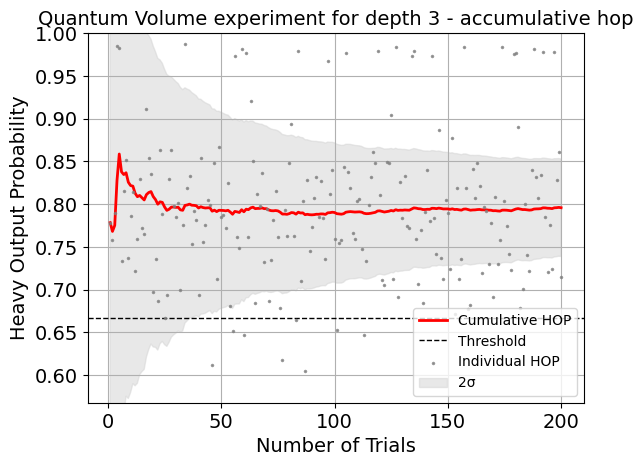 Quantum Volume experiment for depth 3 - accumulative hop
1.00
0.95
0.90
0.85
0.80
0.75
0.70
0.65
0.60
Heavy Output Probability
Cumulative HOP
Threshold
Individual HOP
2σ
0 50 100 150 200
Number of Trials